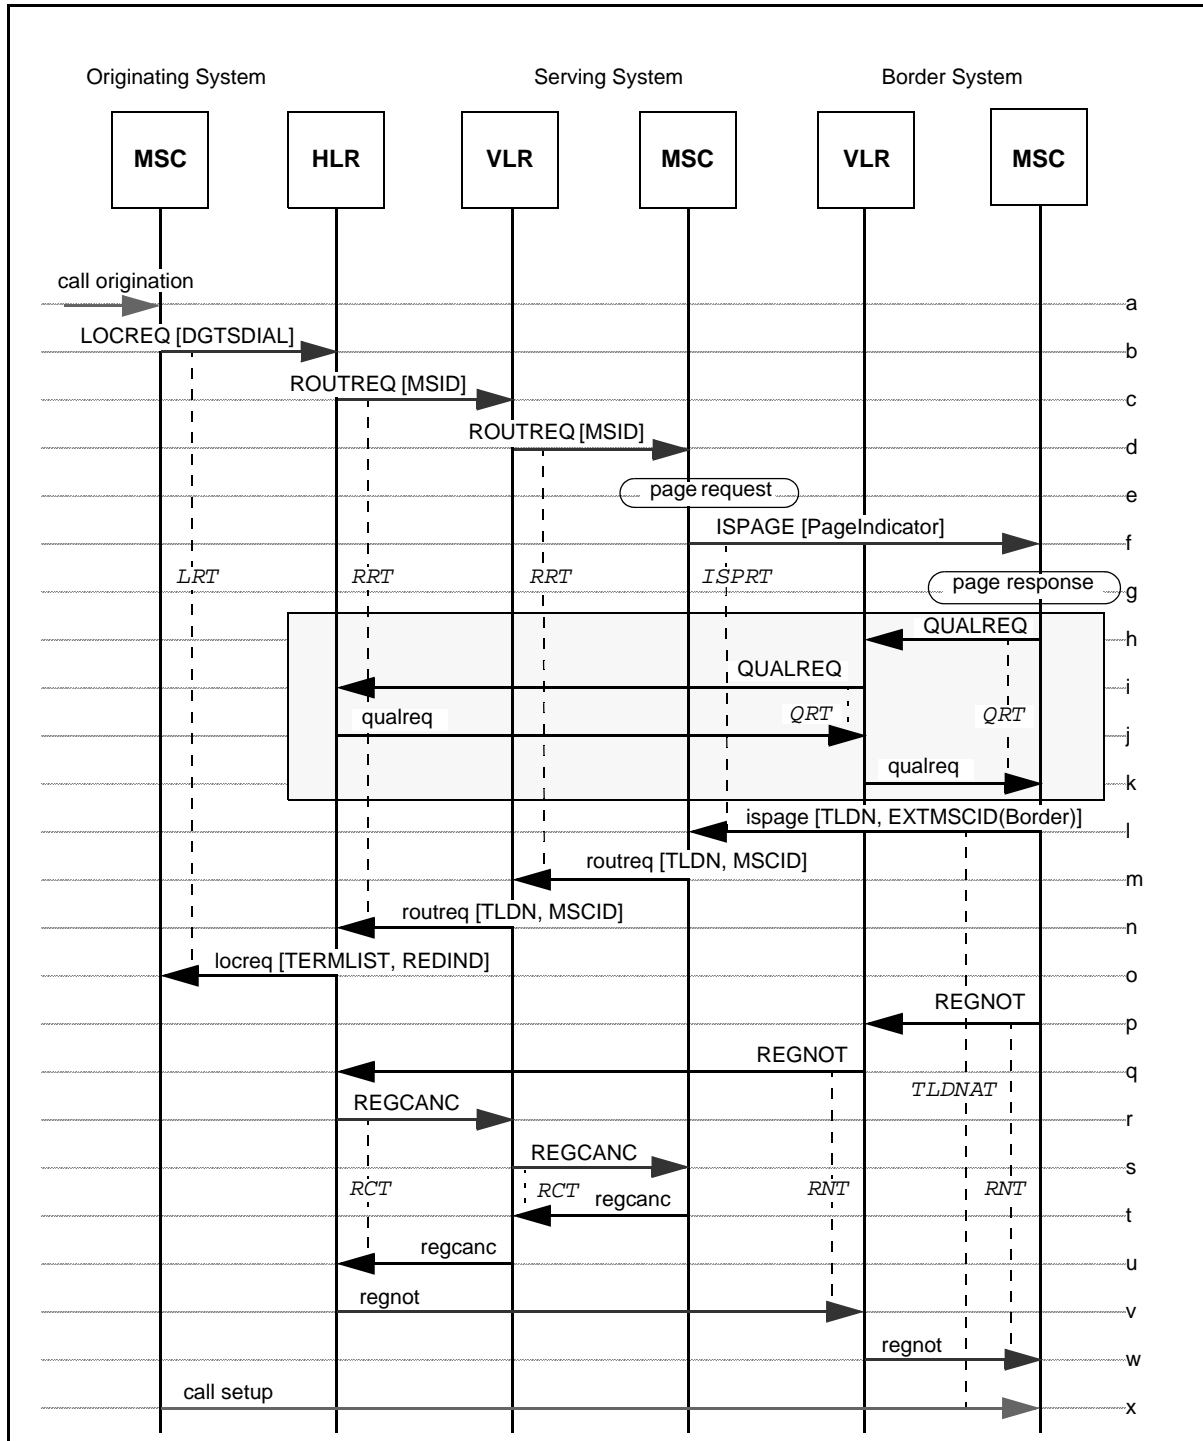 Originating System
Serving System
Border System
MSC
HLR
VLR
MSC
VLR
MSC
call origination
a
LOCREQ [DGTSDIAL]
b
ROUTREQ [MSID]
c
ROUTREQ [MSID]
d
page request
e
ISPAGE [PageIndicator]
f
LRT
RRT
RRT
ISPRT
page response
g
QUALREQ
h
QUALREQ
i
qualreq
QRT
QRT
j
qualreq
k
ispage [TLDN, EXTMSCID(Border)]
l
routreq [TLDN, MSCID]
m
routreq [TLDN, MSCID]
n
locreq [TERMLIST, REDIND]
o
REGNOT
p
REGNOT
q
TLDNAT
REGCANC
r
REGCANC
s
RCT
RCT
RNT
RNT
regcanc
t
regcanc
u
regnot
v
regnot
w
call setup
x